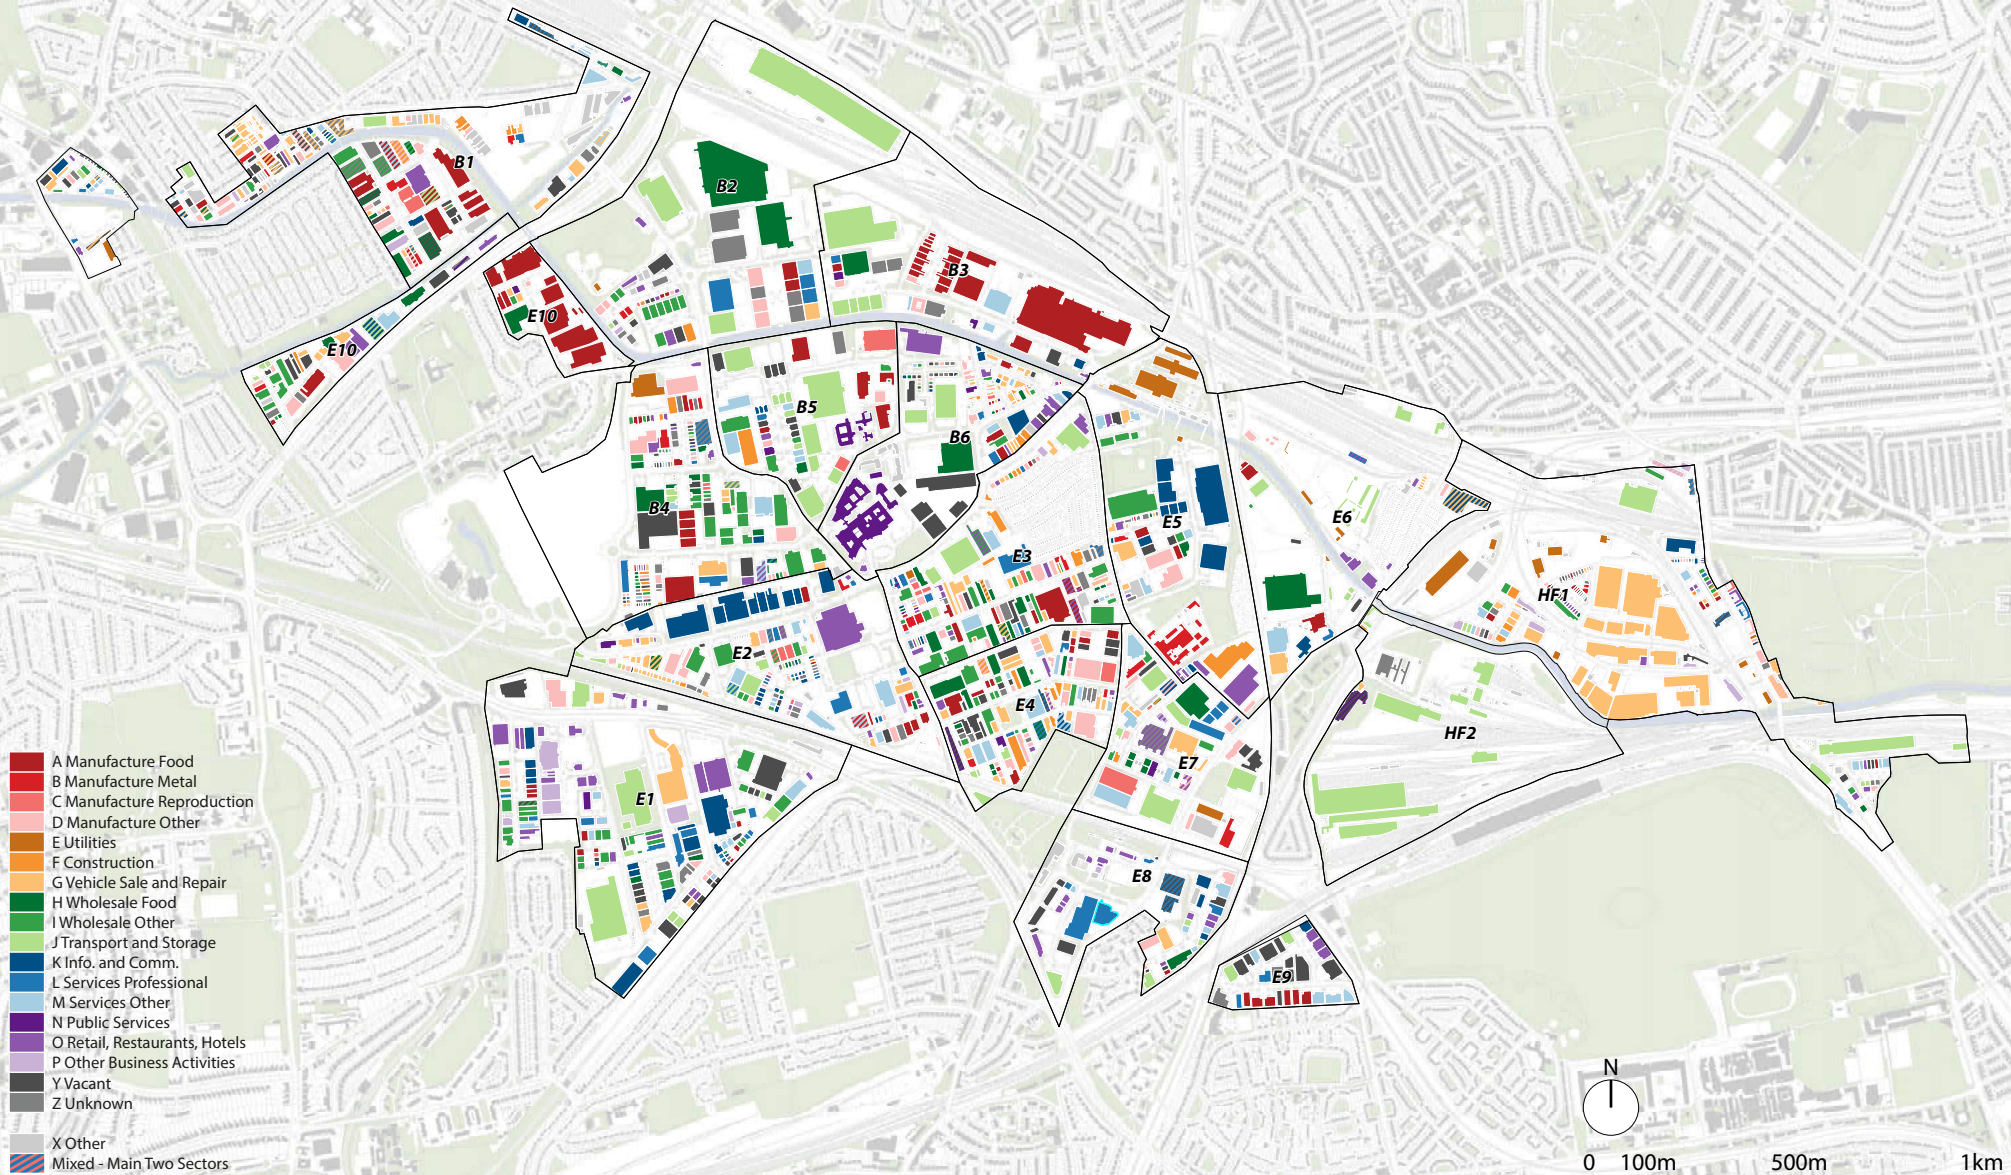 B1
B2
B3
E10
E10
B5
B6
B4
E5
E6
E3
HF1
E2
E4
HF2
E7
E1
E8
E9
A Manufacture Food
B Manufacture Metal
C Manufacture Reproduction
D Manufacture Other
E Utilities
F Construction
G Vehicle Sale and Repair
H Wholesale Food
I Wholesale Other
J Transport and Storage
K Info. and Comm.
L Services Professional
M Services Other
N Public Services
O Retail, Restaurants, Hotels
P Other Business Activities
Y Vacant
Z Unknown
X Other
Mixed - Main Two Sectors
N
0 100m 500m 1km